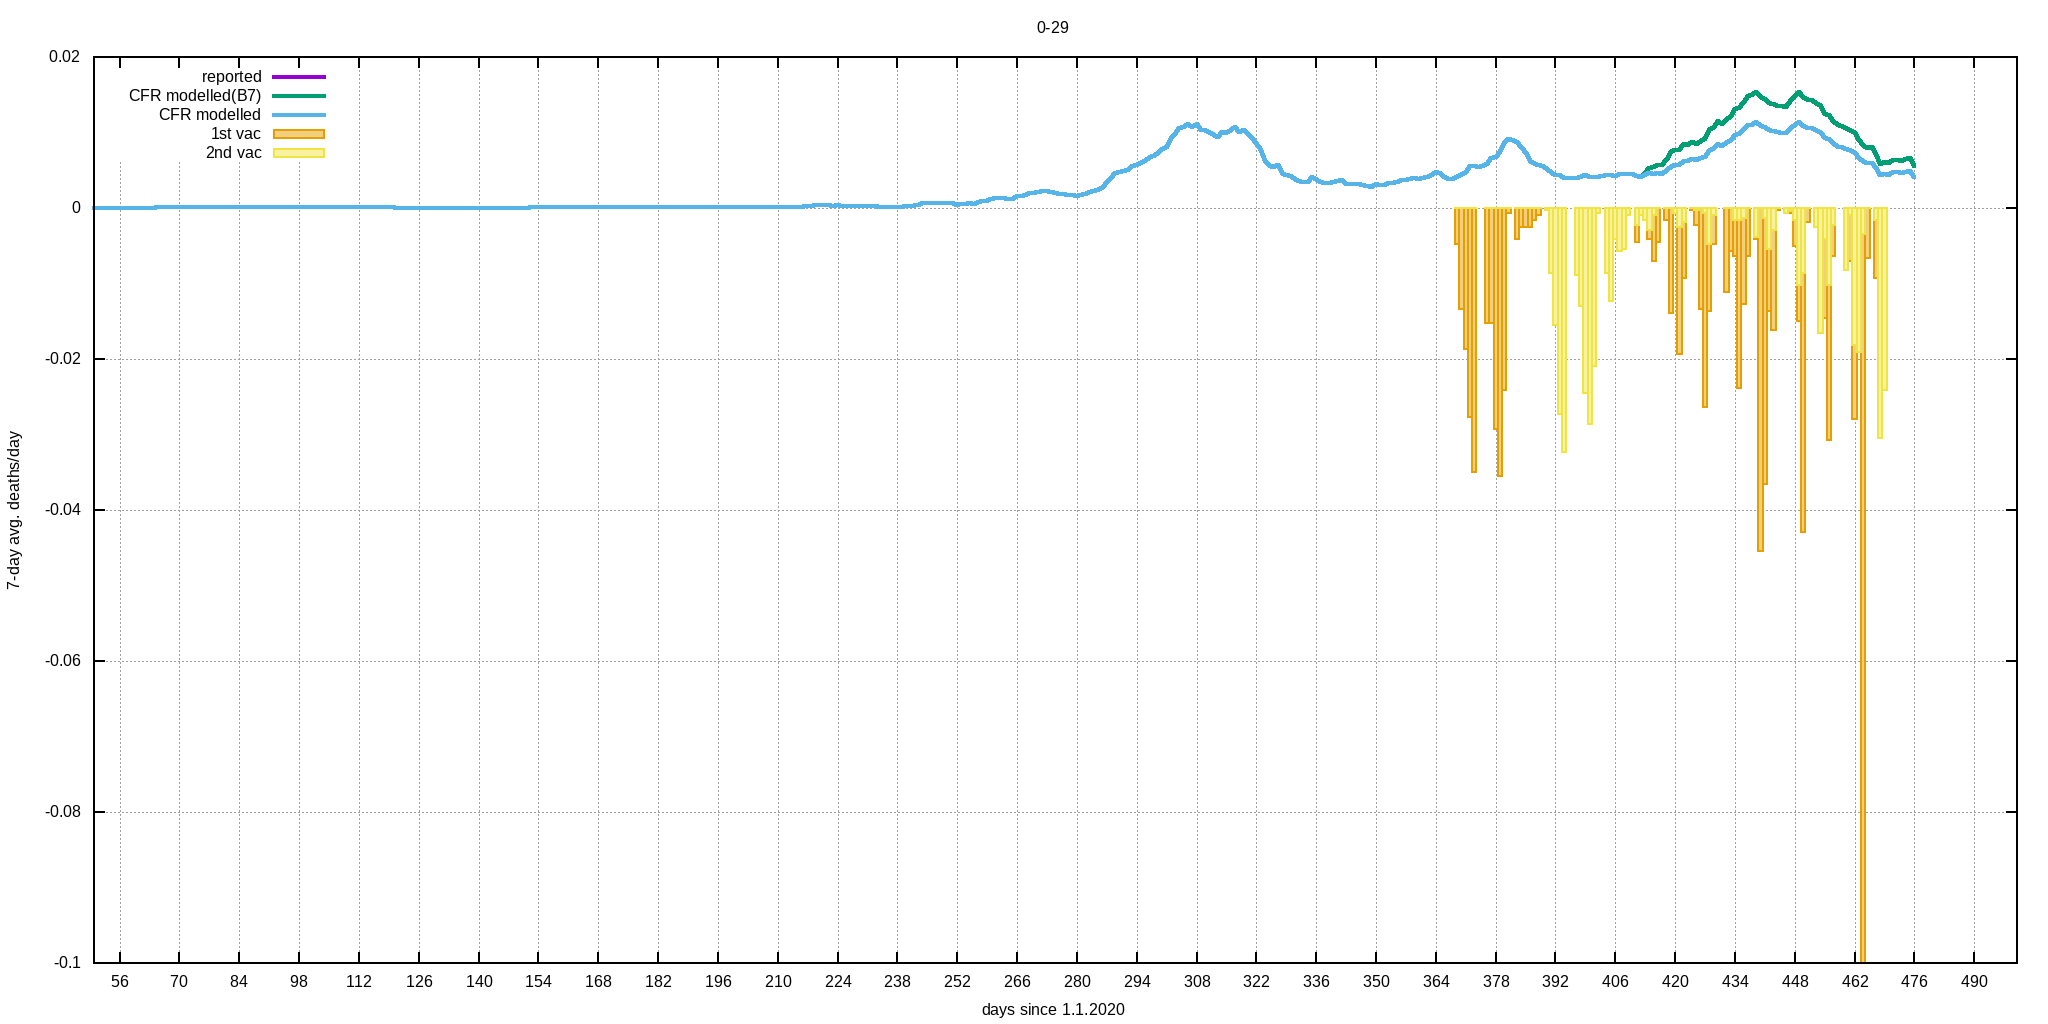 0-29
0.02
reported
CFR modelled(B7)
CFR modelled
1st vac
2nd vac
0
-0.02
-0.04
-0.06
-0.08
-0.1
7-day avg. deaths/day
56 70 84 98 112 126 140 154 168 182 196 210 224 238 252 266 280 294 308 322 336 350 364 378 392 406 420 434 448 462 476 490
days since 1.1.2020